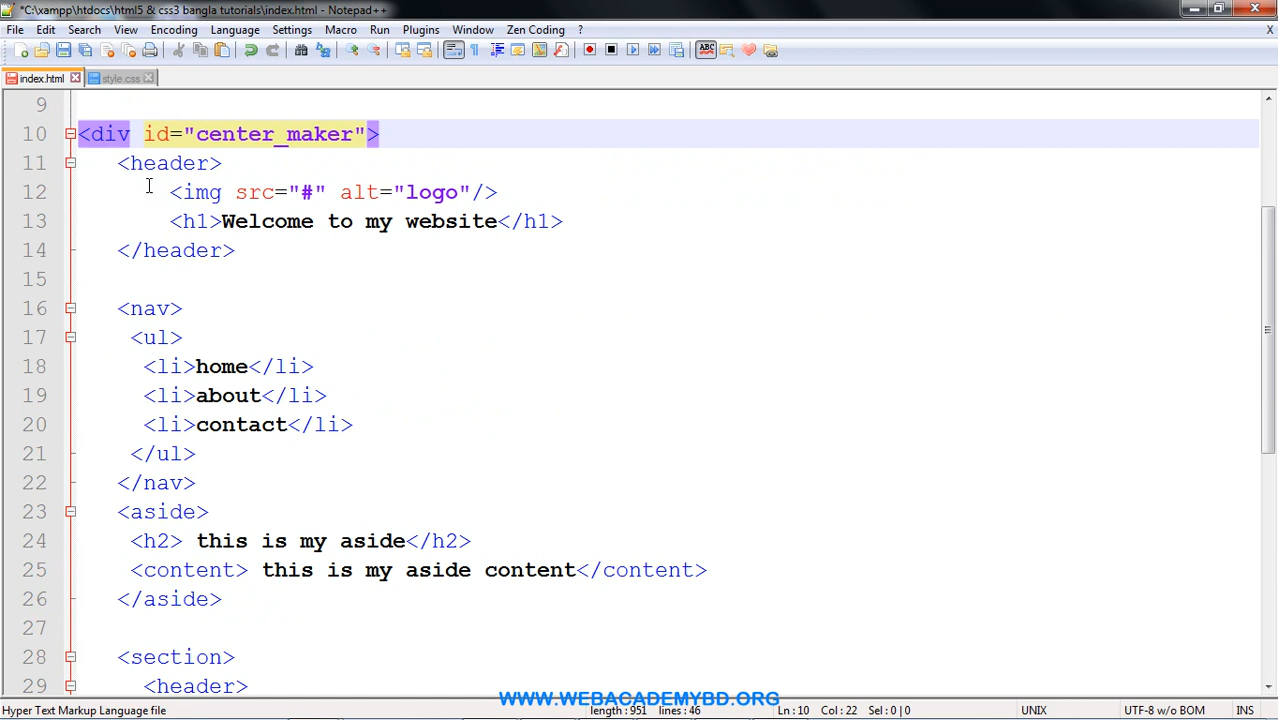 *C:\xampp\htdocs\html5 & css3 bangla tutorials\index.html - Notepad++
File Edit Search View Encoding Language Settings Macro Run Plugins Window Zen Coding ? X
ABC
index.html style.css
9
10 <div id="center_maker">
11 <header>
12 <img src="#" alt="logo"/>
13 <h1>Welcome to my website</h1>
14 </header>
15
16 <nav>
17 <ul>
18 <li>home</li>
19 <li>about</li>
20 <li>contact</li>
21 </ul>
22 </nav>
23 <aside>
24 <h2> this is my aside</h2>
25 <content> this is my aside content</content>
26 </aside>
27
28 <section>
29 <header>
WWW.WEBACADEMYBD.ORG
Hyper Text Markup Language file length : 951 lines : 46 Ln : 10 Col : 22 Sel : 0 | 0 UNIX UTF-8 w/o BOM INS